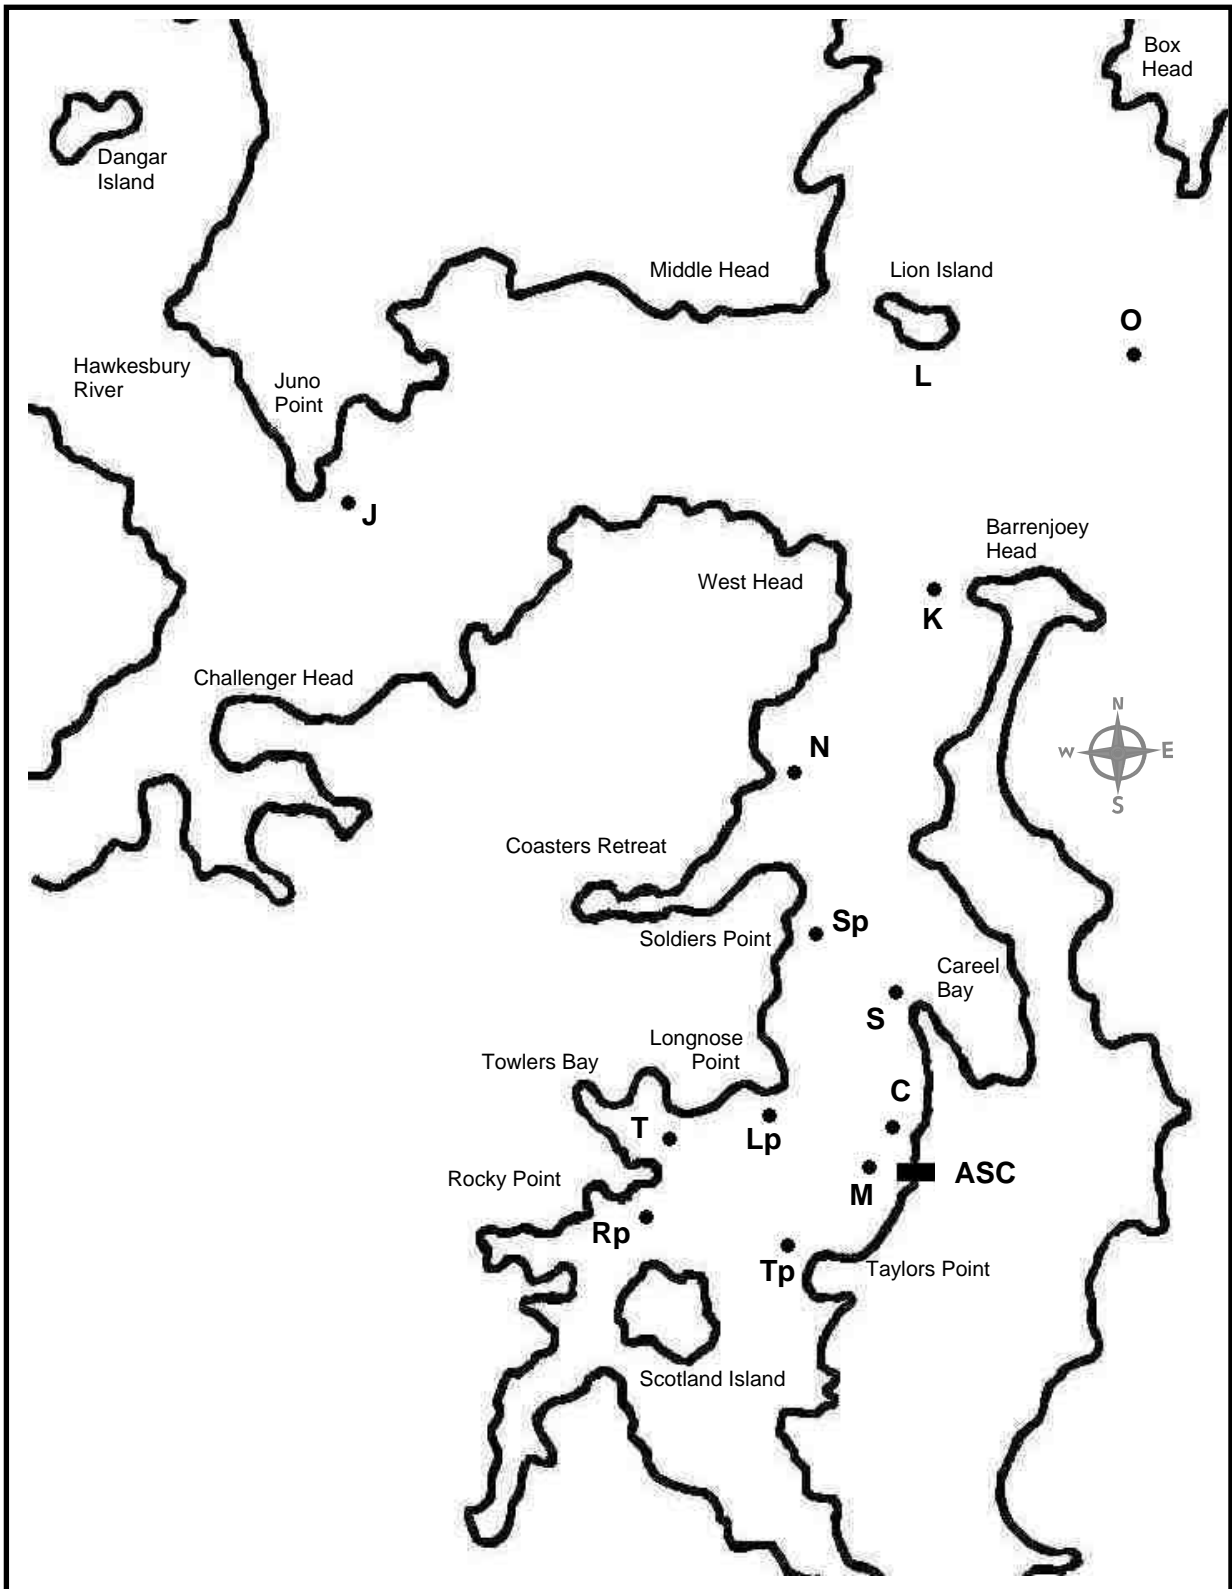 Box
Head
Dangar
Island
Middle Head
Lion Island
O
Hawkesbury
River
Juno
Point
L
J
Barrenjoey
Head
West Head
K
Challenger Head
N
W
E
S
N
Coasters Retreat
Sp
Soldiers Point
Careel
Bay
S
Longnose
Point
Towlers Bay
C
T
Lp
Rocky Point
M
ASC
Rp
Tp
Taylors Point
Scotland Island